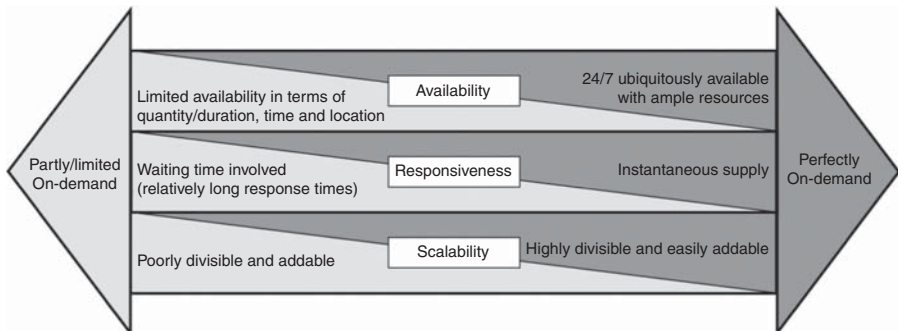 Partly/limited
On-demand
Limited availability in terms of
quantity/duration, time and location
Availability
24/7 ubiquitously available
with ample resources
Waiting time involved
(relatively long response times)
Responsiveness
Instantaneous supply
Poorly divisible and addable
Scalability
Highly divisible and easily addable
Perfectly
On-demand